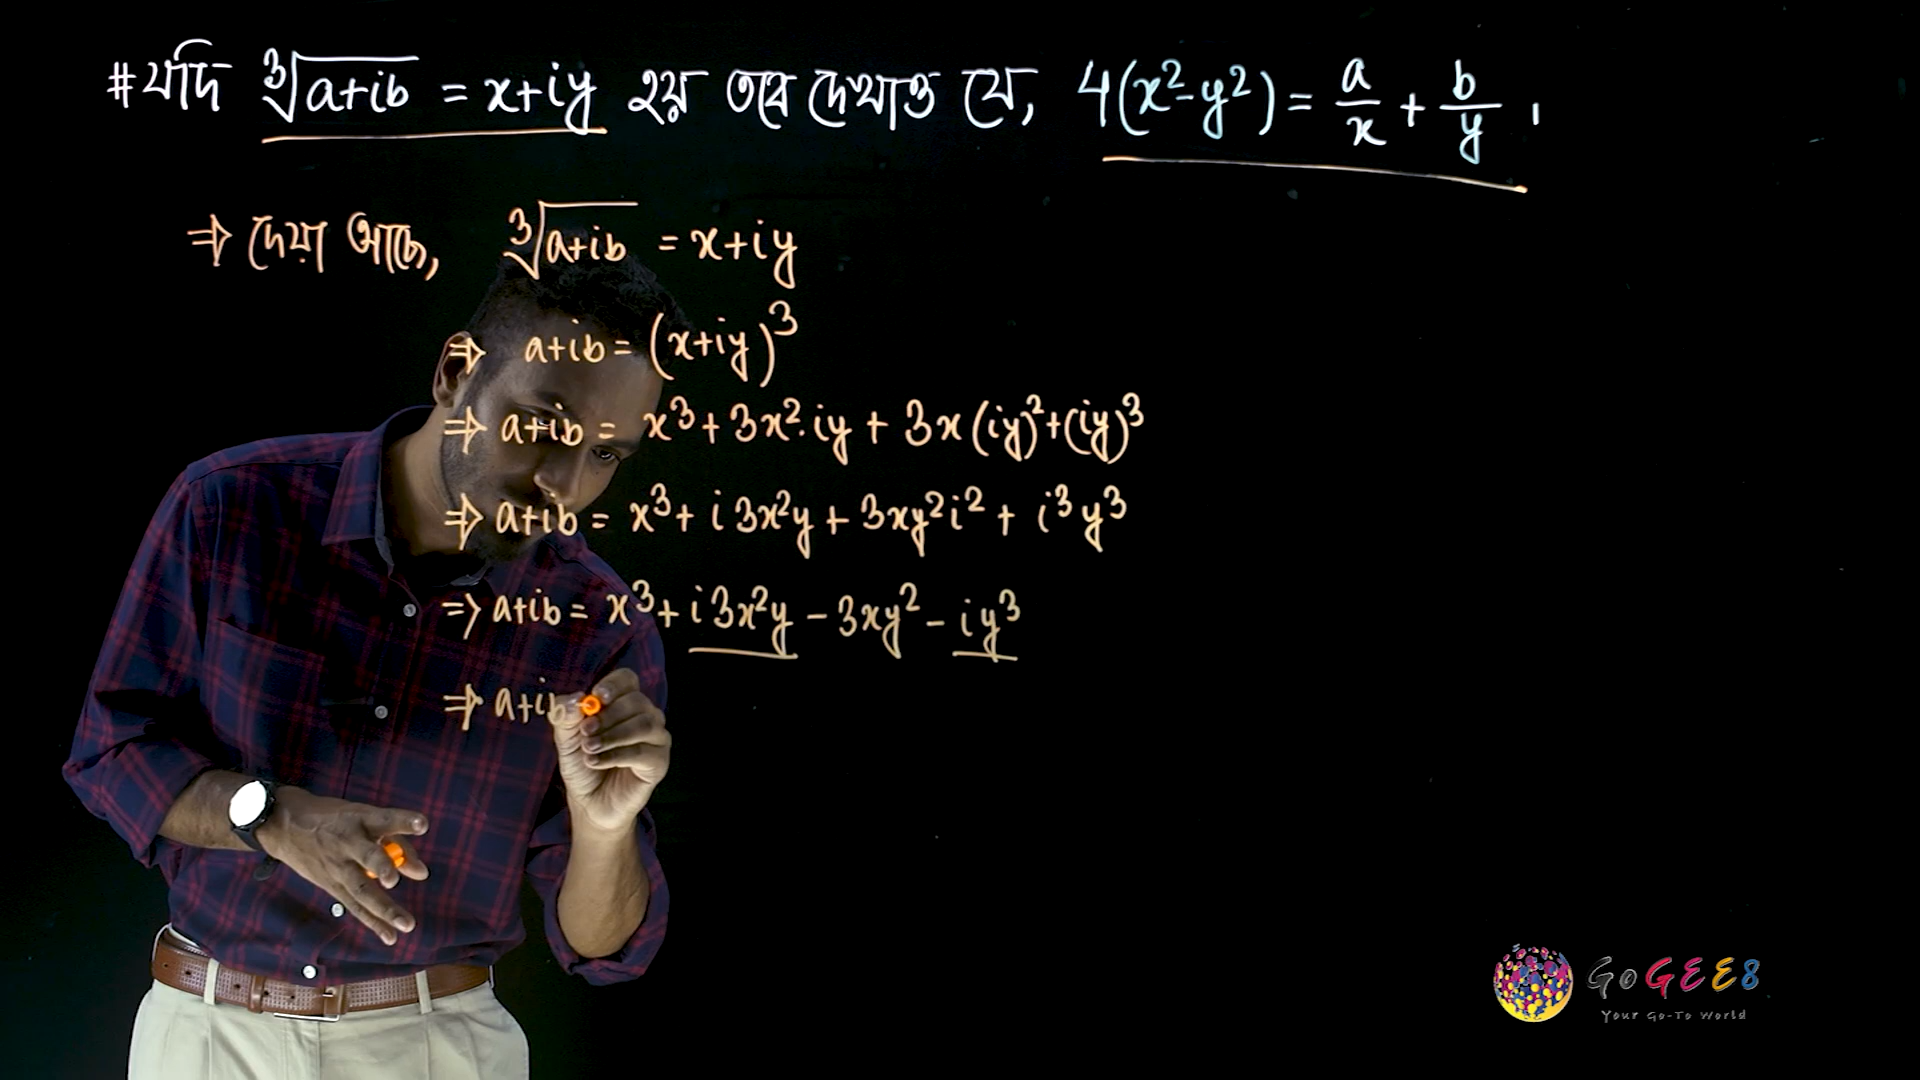 #যদি ∛(a+ib) = x+iy হয় তবে দেখাও যে, 4(x²-y²) = a/x + b/y ।
⇒ দেয়া আছে, ∛(a+ib) = x+iy
⇒ a+ib = (x+iy)³
⇒ a+ib = x³+3x².iy + 3x(iy)²+(iy)³
⇒ a+ib = x³+ i3x²y + 3xy²i² + i³y³
⇒ a+ib = x³+i3x²y - 3xy² - iy³
⇒ a+ib
GoGEE8
Your Go-To World